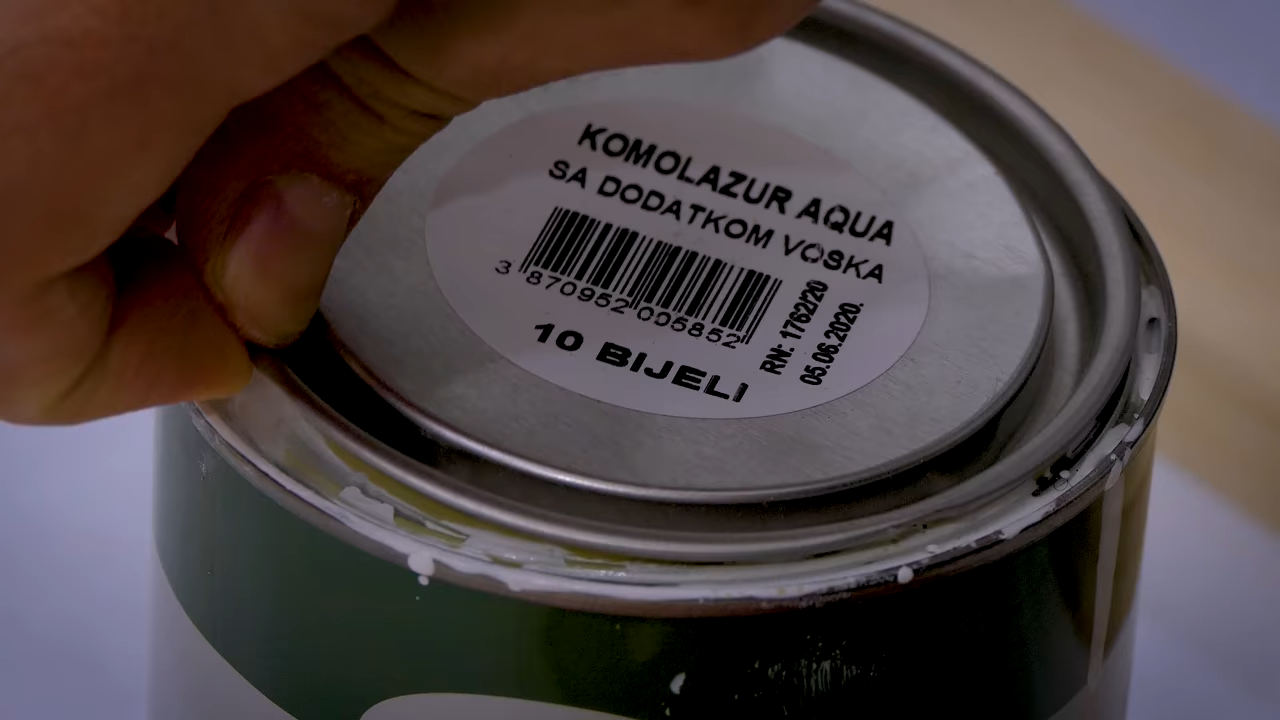 KOMOLAZUR AQUA
SA DODATKOM VOSKA
3 870952 005852
RN: 1762/20
05.06.2020.
10 BIJELI